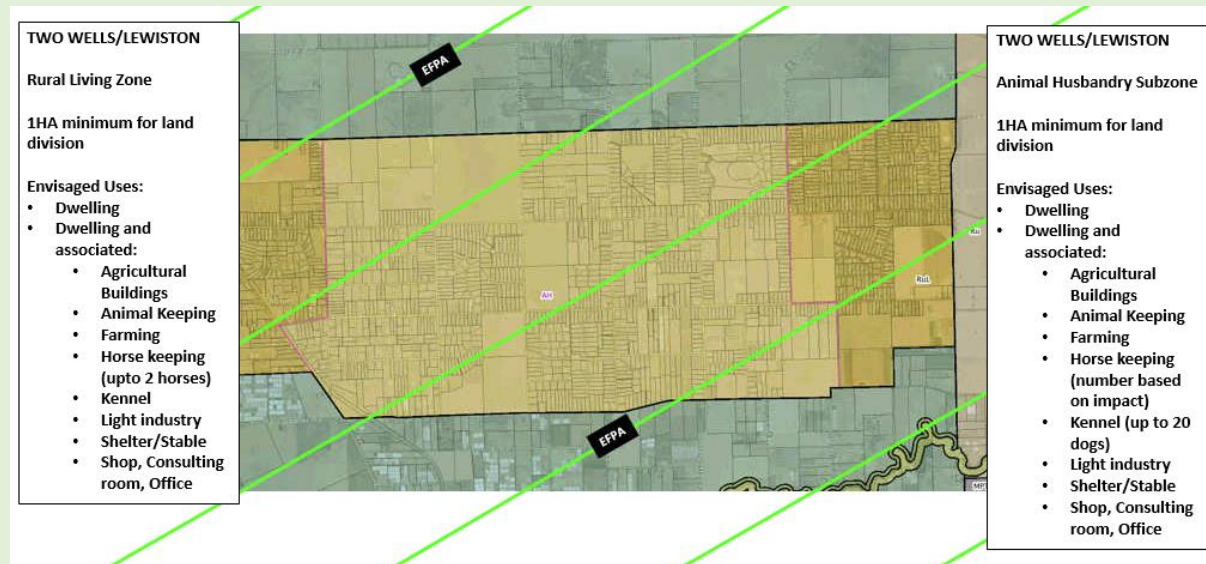 TWO WELLS/LEWISTON
Rural Living Zone
1HA minimum for land
division
Envisaged Uses:
• Dwelling
• Dwelling and
associated:
• Agricultural
Buildings
• Animal Keeping
• Farming
• Horse keeping
(upto 2 horses)
• Kennel
• Light industry
• Shelter/Stable
• Shop, Consulting
room, Office
EFPA
AH
EFPA
Ru
RuL
TWO WELLS/LEWISTON
Animal Husbandry Subzone
1HA minimum for land
division
Envisaged Uses:
• Dwelling
• Dwelling and
associated:
• Agricultural
Buildings
• Animal Keeping
• Farming
• Horse keeping
(number based
on impact)
• Kennel (up to 20
dogs)
• Light industry
• Shelter/Stable
• Shop, Consulting
room, Office